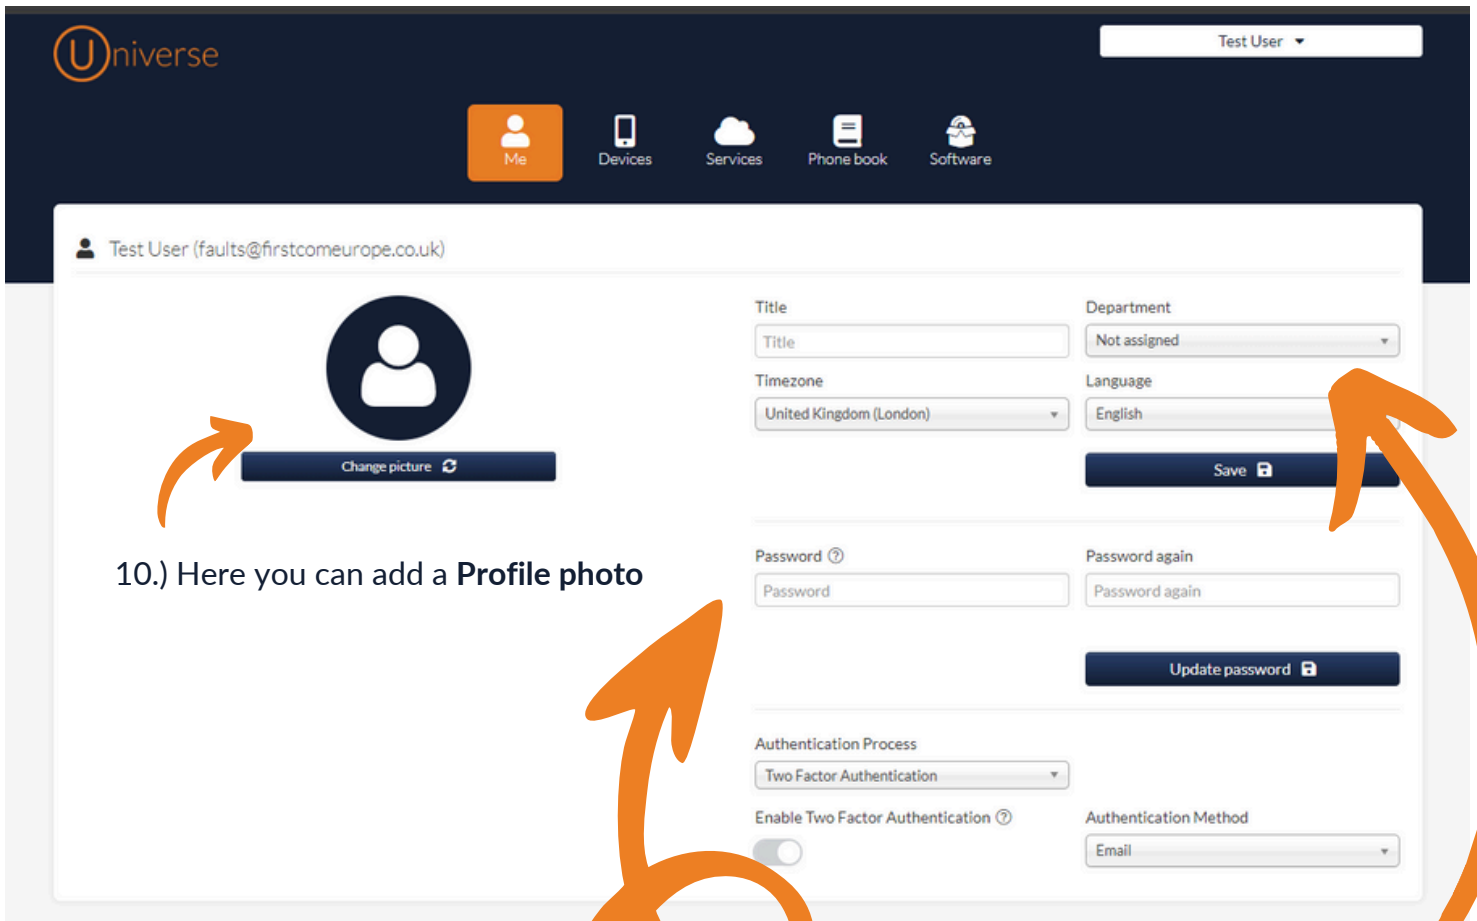 Universe
Test User
Me
Devices
Services
Phone book
Software
Test User (faults@firstcomeurope.co.uk)
Title
Department
Title
Not assigned
Timezone
Language
United Kingdom (London)
English
Change picture
Save
10.) Here you can add a Profile photo
Password
Password again
Password
Password again
Update password
Authentication Process
Two Factor Authentication
Enable Two Factor Authentication
Authentication Method
Email